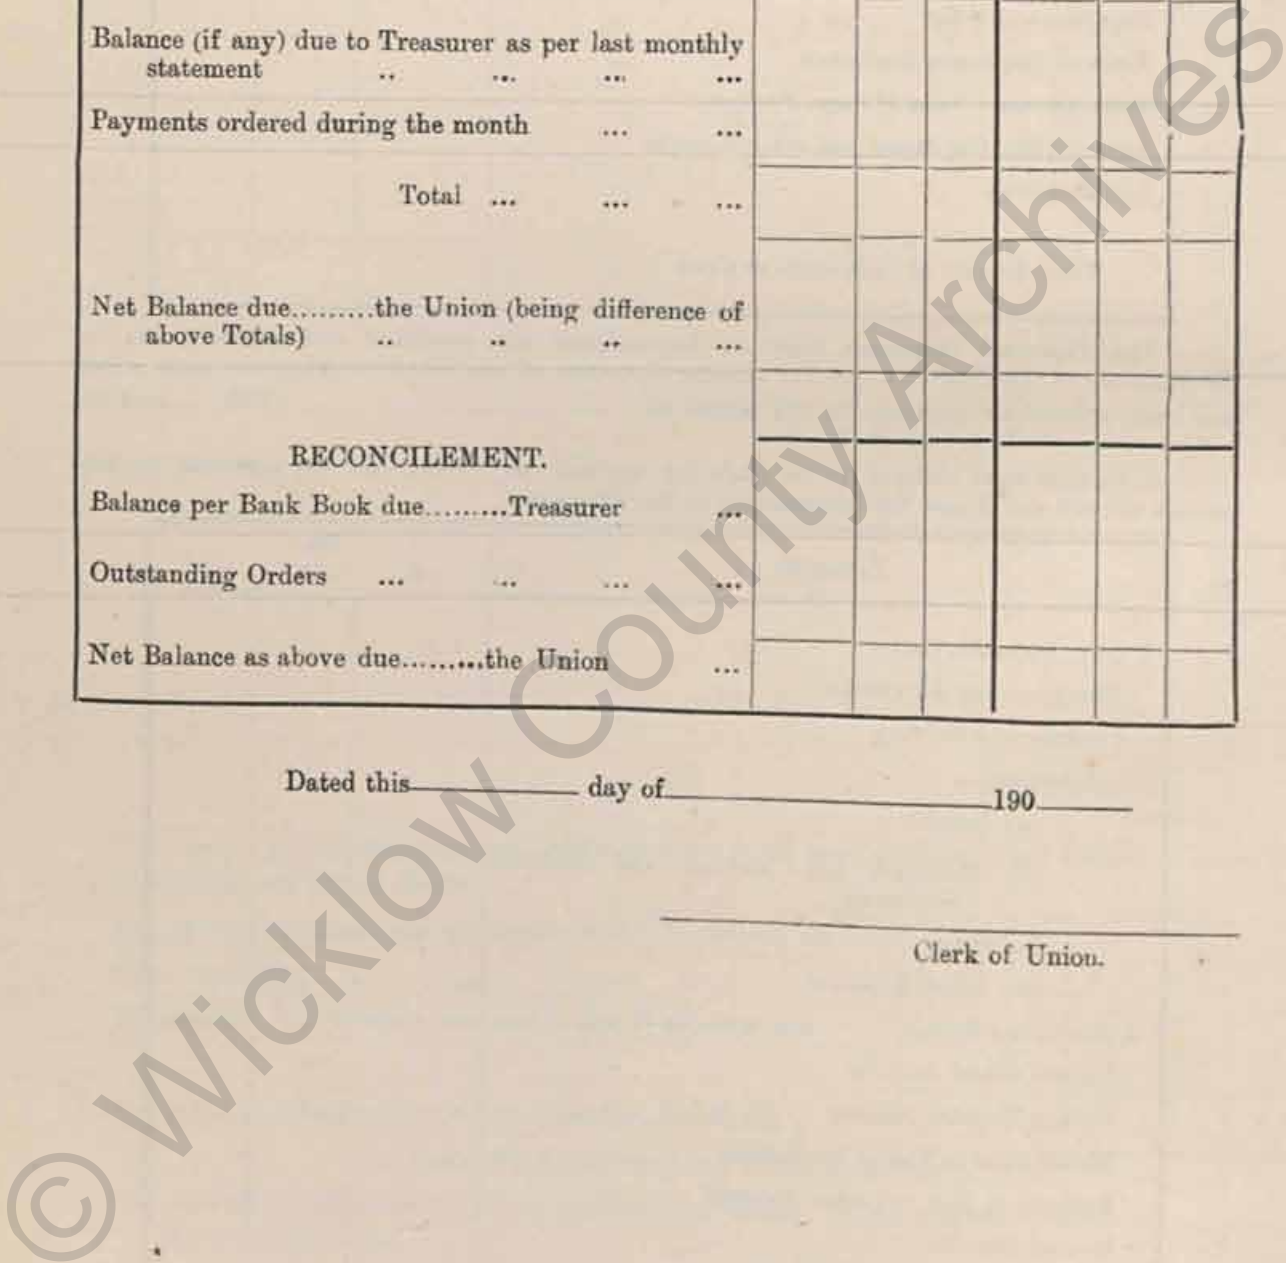 Balance (if any) due to Treasurer as per last monthly
statement .. ... ... ...
Payments ordered during the month ... ...
Total ... ... ...
Net Balance due.........the Union (being difference of
above Totals) .. .. .. ...
RECONCILEMENT.
Balance per Bank Book due.........Treasurer ...
Outstanding Orders ... .. ... ...
Net Balance as above due.........the Union ...
Dated this day of 190
Clerk of Union.
© Wicklow County Archives